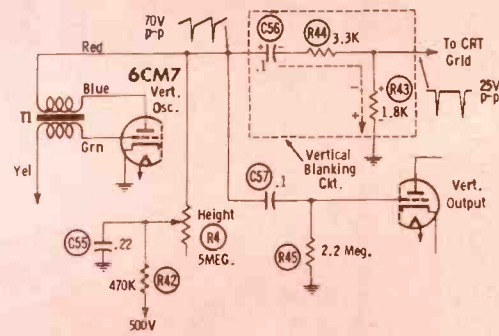 70V
p-p
C56
.1
R44
3.3K
To CRT
Grid
25V
p-p
R43
1.8K
Vertical
Blanking
Ckt.
Red
Blue
6CM7
Vert.
Osc.
T1
Grn
Yel
C57
.1
Vert.
Output
Height
R4
5MEG.
R45
2.2 Meg.
C55
.22
470K
R42
500V